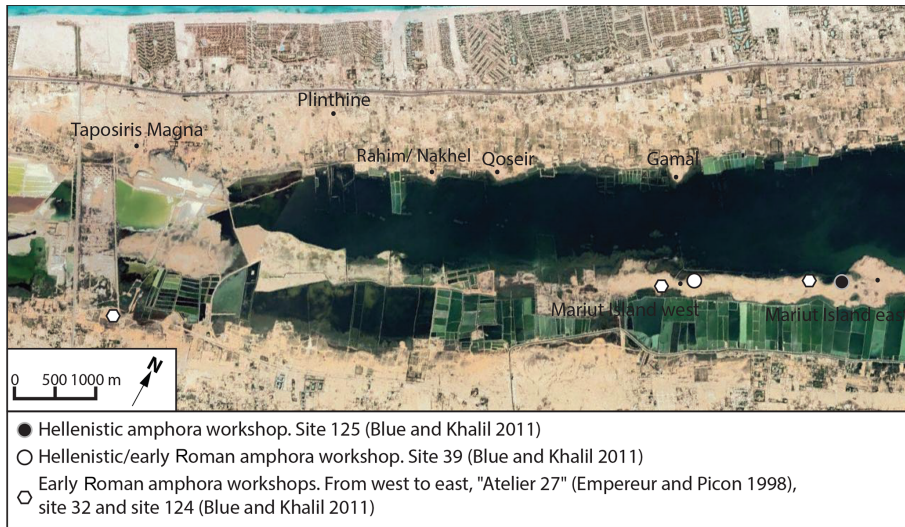 Plinthine
Taposiris Magna
Rahim/ Nakhel
Qoseir
Gamal
Mariut Island west
Mariut Island east
N
0 500 1000 m
Hellenistic amphora workshop. Site 125 (Blue and Khalil 2011)
Hellenistic/early Roman amphora workshop. Site 39 (Blue and Khalil 2011)
Early Roman amphora workshops. From west to east, "Atelier 27" (Empereur and Picon 1998),
site 32 and site 124 (Blue and Khalil 2011)